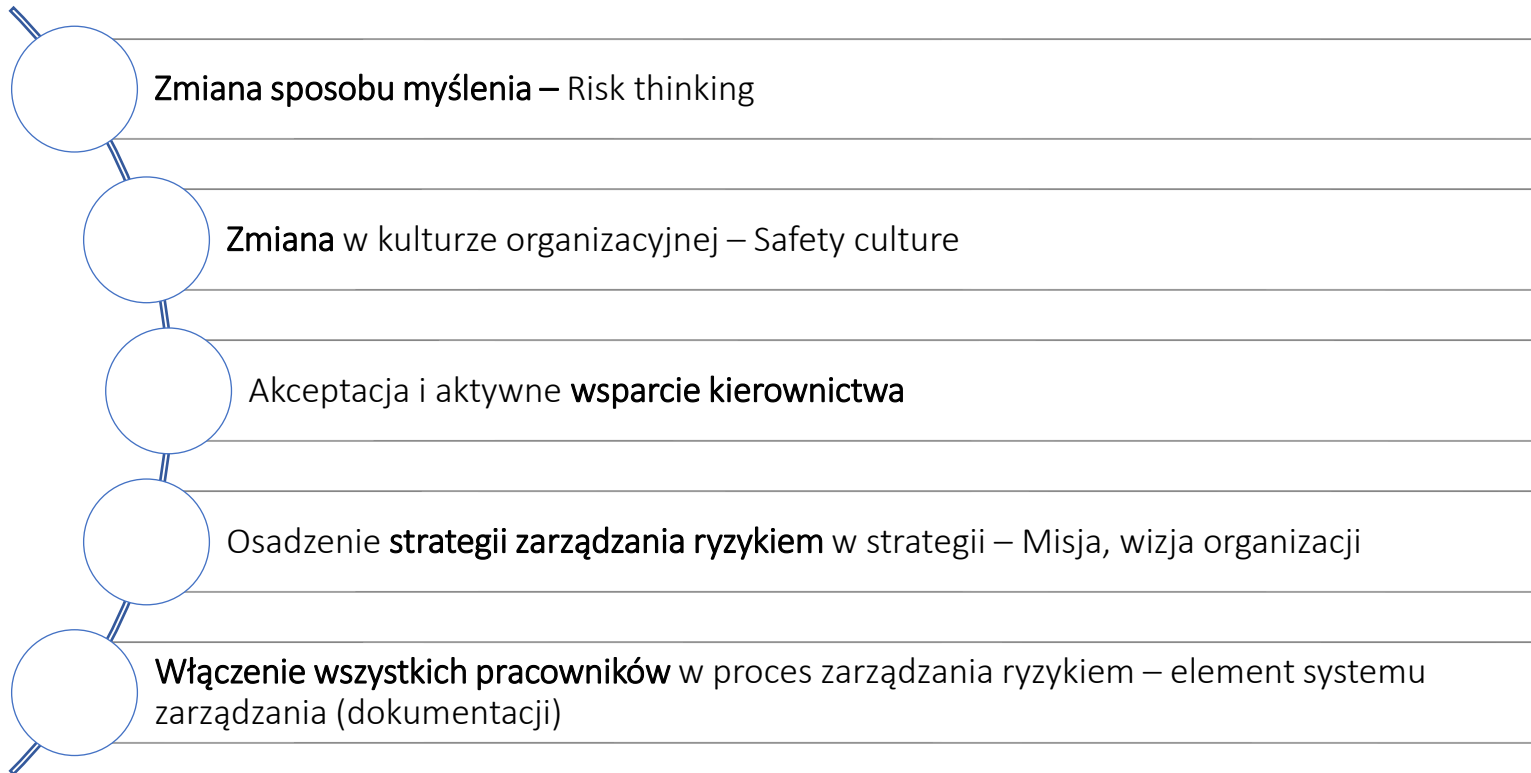 Zmiana sposobu myślenia – Risk thinking
Zmiana w kulturze organizacyjnej – Safety culture
Akceptacja i aktywne wsparcie kierownictwa
Osadzenie strategii zarządzania ryzykiem w strategii – Misja, wizja organizacji
Włączenie wszystkich pracowników w proces zarządzania ryzykiem – element systemu
zarządzania (dokumentacji)